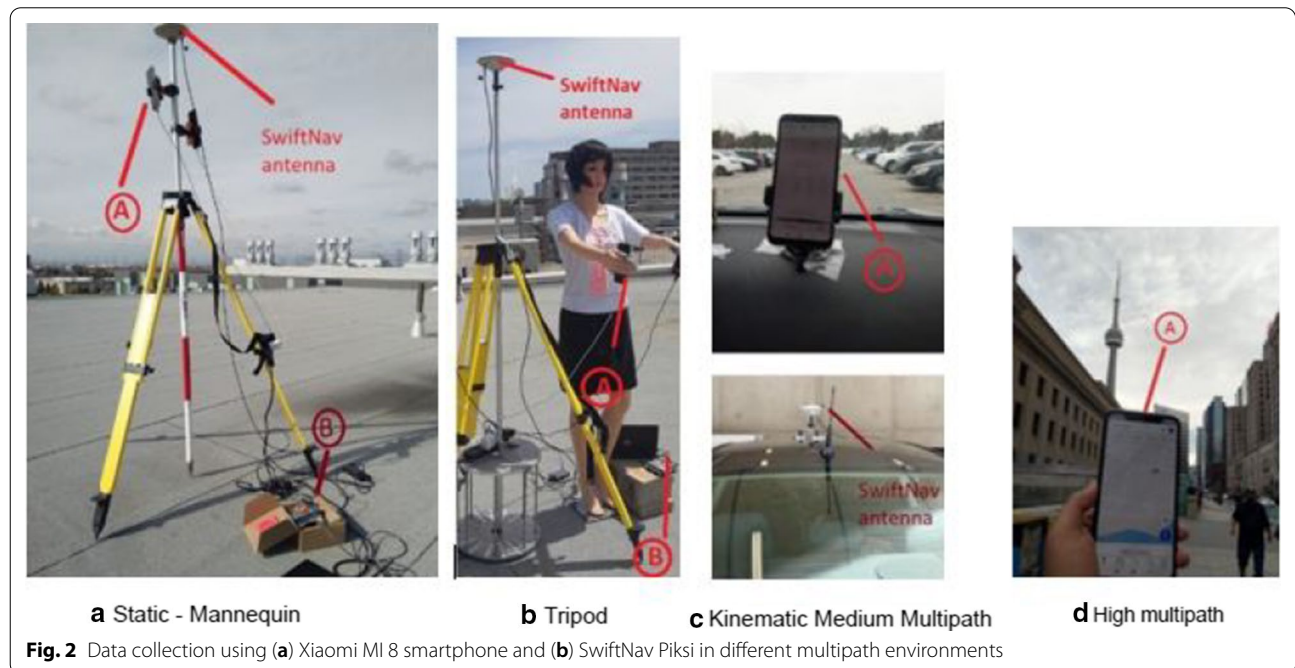 SwiftNav
antenna
A
B
SwiftNav
antenna
A
B
A
SwiftNav
antenna
A
a Static - Mannequin
b Tripod
c Kinematic Medium Multipath
d High multipath
Fig. 2 Data collection using (a) Xiaomi MI 8 smartphone and (b) SwiftNav Piksi in different multipath environments